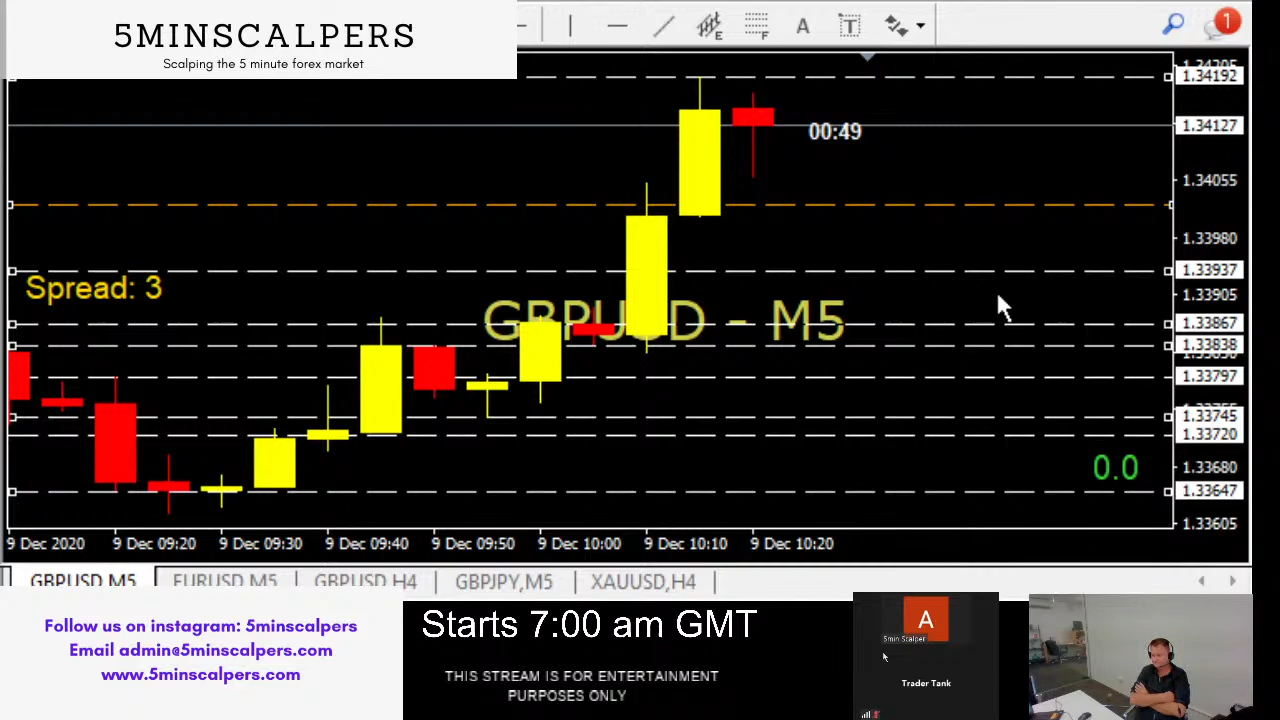 5MINSCALPERS
Scalping the 5 minute forex market
E
F
A
T
1
1.34192
00:49
1.34127
1.34055
1.33980
1.33937
Spread: 3
1.33905
GBPUSD - M5
1.33867
1.33838
1.33797
1.33745
1.33720
0.0
1.33680
1.33647
1.33605
9 Dec 2020 9 Dec 09:20 9 Dec 09:30 9 Dec 09:40 9 Dec 09:50 9 Dec 10:00 9 Dec 10:10 9 Dec 10:20
GBPUSD M5 EURUSD M5 GBPUSD H4 GBPJPY,M5 XAUUSD,H4
Follow us on instagram: 5minscalpers
Email admin@5minscalpers.com
www.5minscalpers.com
Starts 7:00 am GMT
THIS STREAM IS FOR ENTERTAINMENT
PURPOSES ONLY
A
5min Scalper
Trader Tank